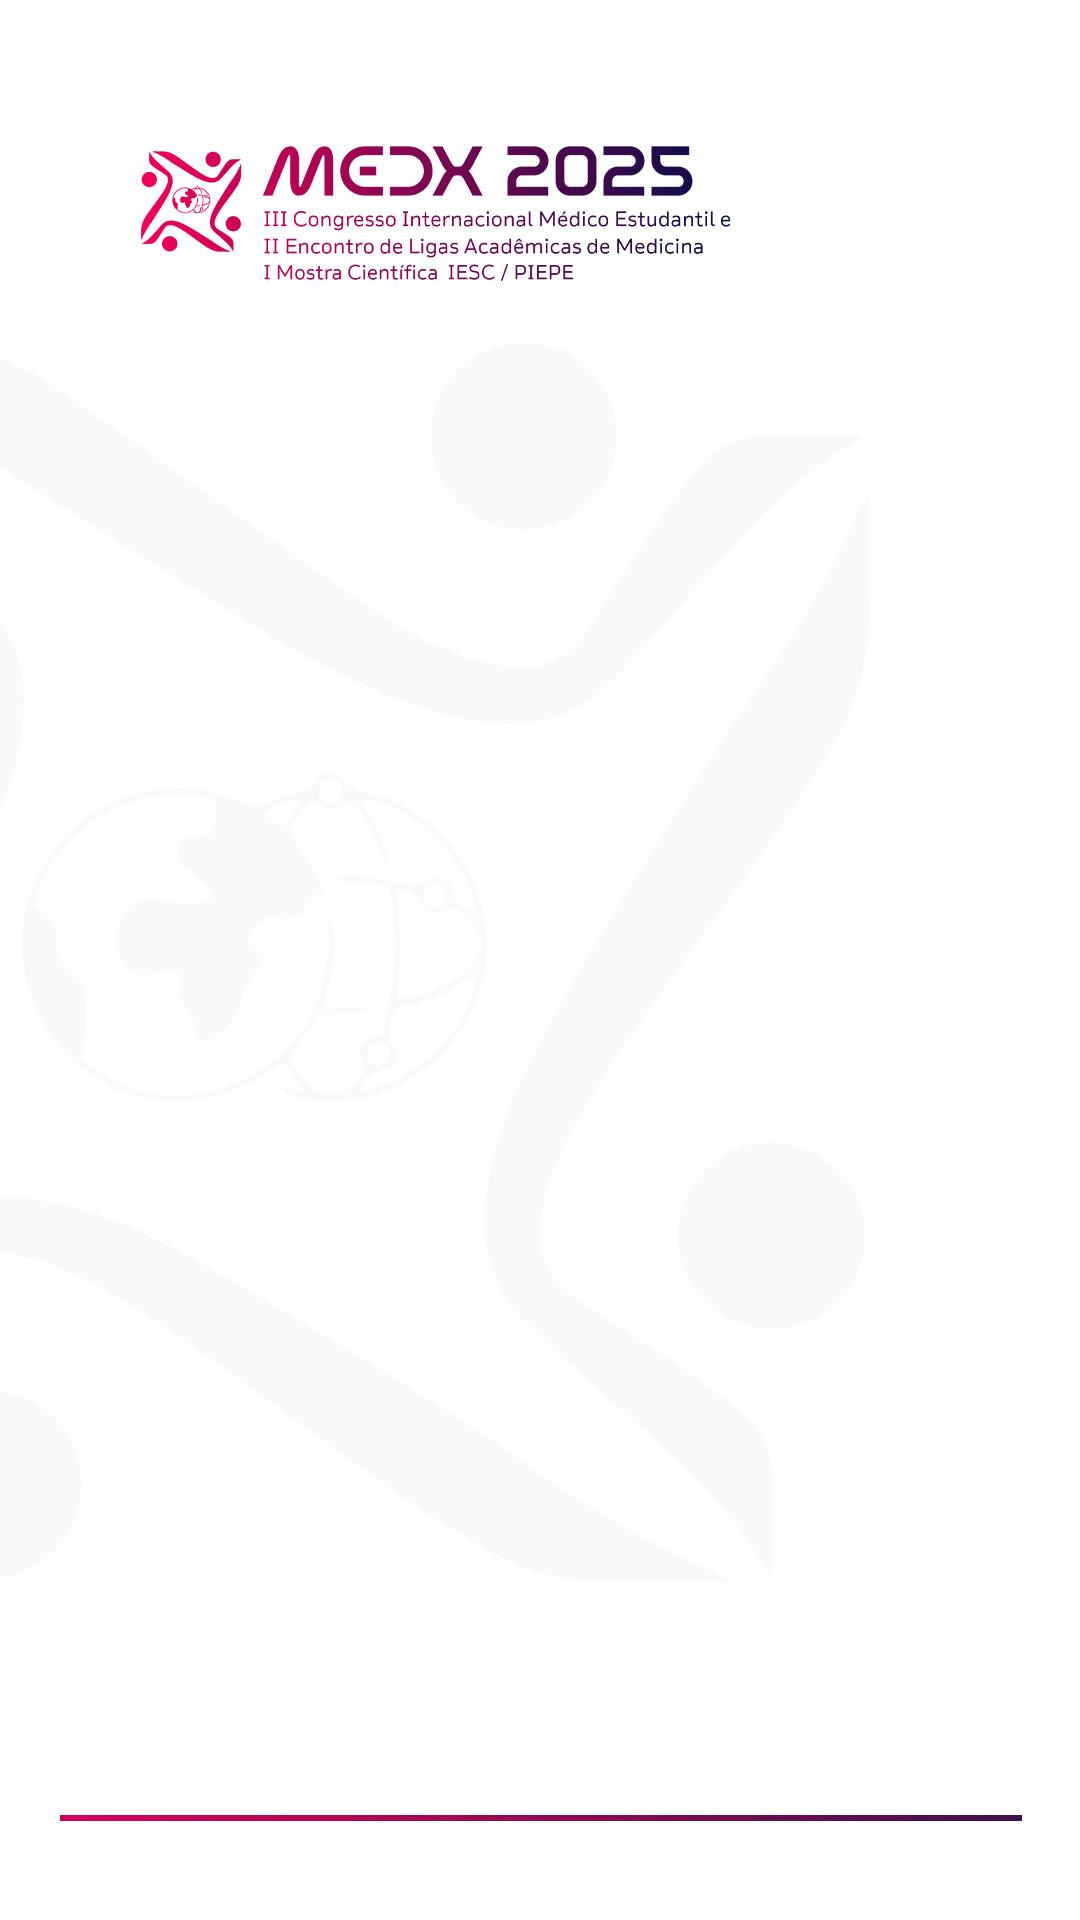 MEDX 2025
III Congresso Internacional Médico Estudantil e
II Encontro de Ligas Acadêmicas de Medicina
I Mostra Científica IESC / PIEPE